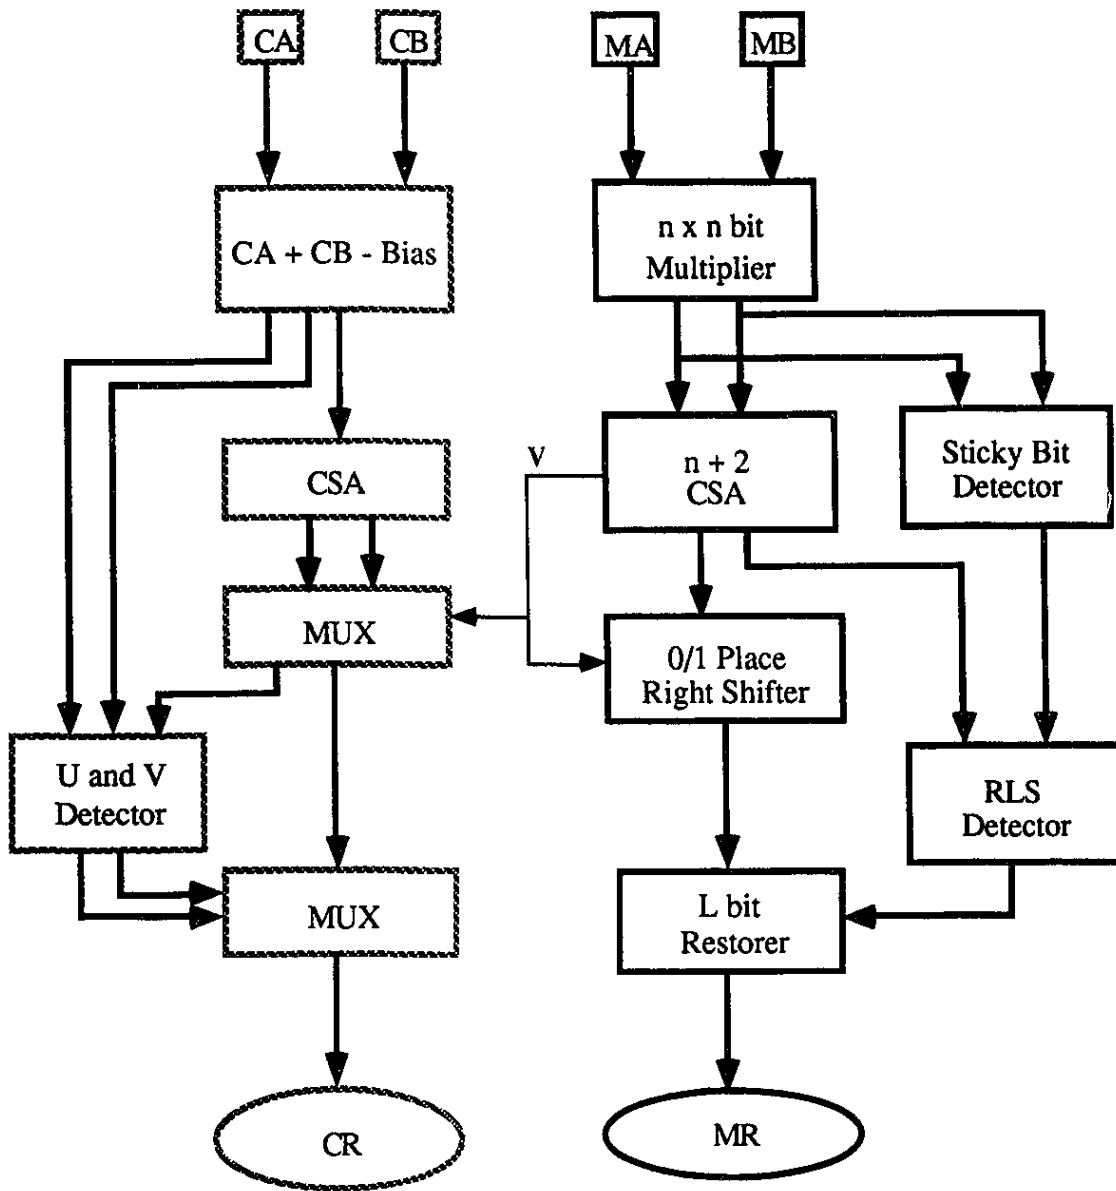 CA
CB
MA
MB
CA + CB - Bias
n x n bit
Multiplier
CSA
V
n + 2
CSA
Sticky Bit
Detector
MUX
0/1 Place
Right Shifter
U and V
Detector
RLS
Detector
MUX
L bit
Restorer
CR
MR